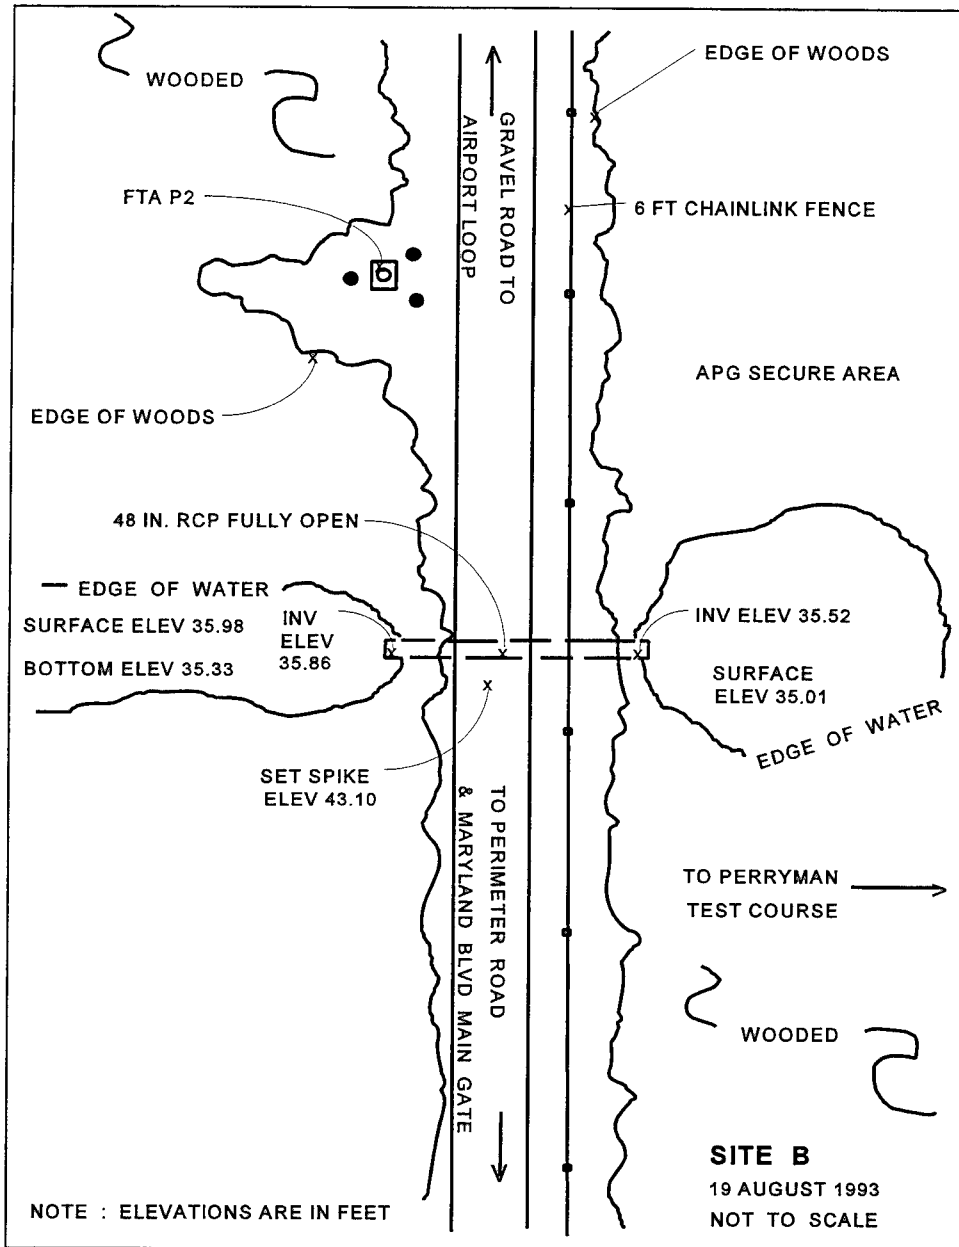 EDGE OF WOODS
WOODED
GRAVEL ROAD TO
AIRPORT LOOP
FTA P2
6 FT CHAINLINK FENCE
APG SECURE AREA
EDGE OF WOODS
48 IN. RCP FULLY OPEN
EDGE OF WATER
SURFACE ELEV 35.98
BOTTOM ELEV 35.33
INV
ELEV
35.86
INV ELEV 35.52
SURFACE
ELEV 35.01
EDGE OF WATER
SET SPIKE
ELEV 43.10
TO PERIMETER ROAD
& MARYLAND BLVD MAIN GATE
TO PERRYMAN
TEST COURSE
WOODED
SITE B
19 AUGUST 1993
NOT TO SCALE
NOTE : ELEVATIONS ARE IN FEET